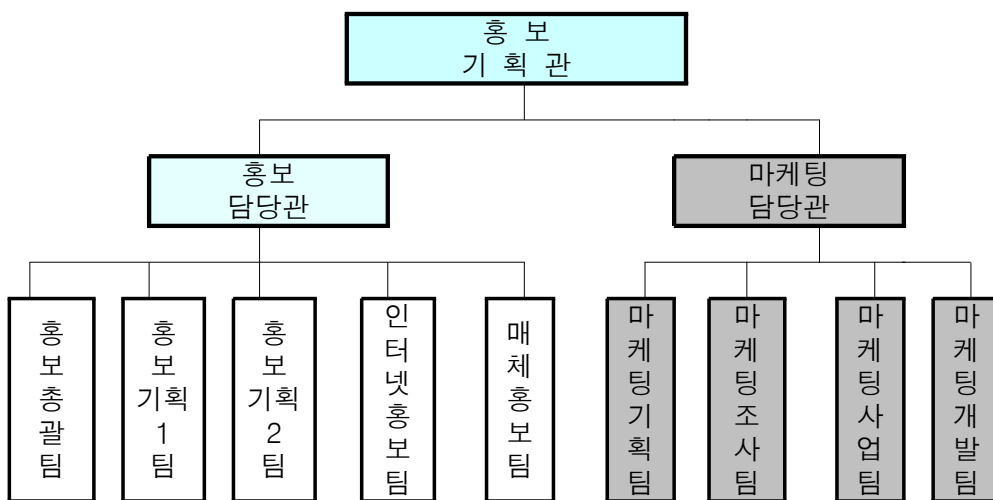 홍 보
기 획 관
홍보
담당관
마케팅
담당관
홍
보
총
괄
팀
홍
보
기획
1
팀
홍
보
기획
2
팀
인
터
넷
홍
보
팀
매
체
홍
보
팀
마
케
팅
기
획
팀
마
케
팅
조
사
팀
마
케
팅
사
업
팀
마
케
팅
개
발
팀